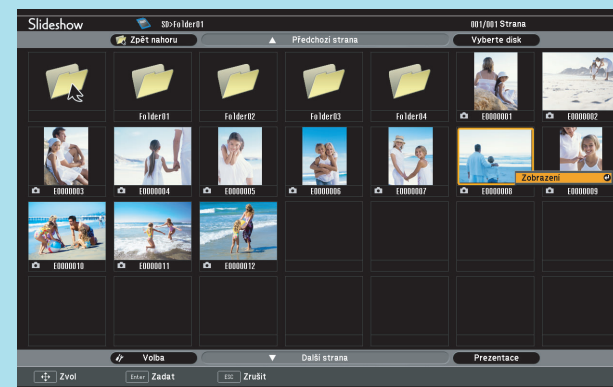 Slideshow SD>Folder01 001/001 Strana
Zpět nahoru Předchozí strana Vyberte disk
Folder01 Folder02 Folder03 Folder04 E0000001 E0000002
E0000003 E0000004 E0000005 E0000006 E0000007 E0000008 E0000009
Zobrazení
E0000010 E0000011 E0000012
Volba Další strana Prezentace
Zvol Enter Zadat ESC Zrušit